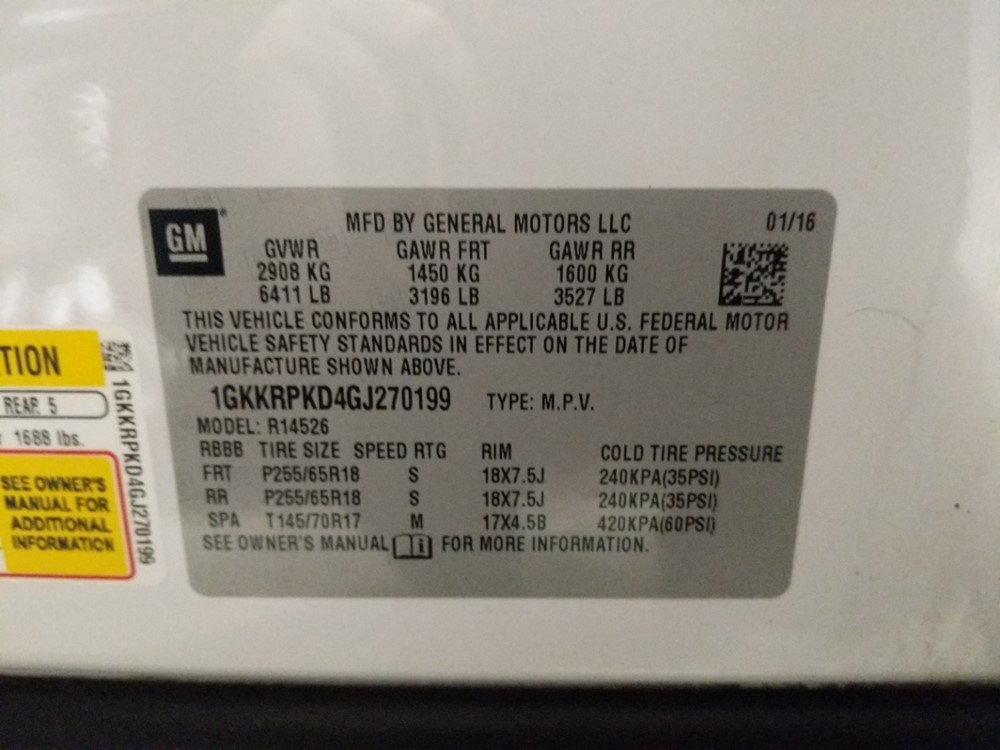 GM
MFD BY GENERAL MOTORS LLC 01/16
GVWR GAWR FRT GAWR RR
2908 KG 1450 KG 1600 KG
6411 LB 3196 LB 3527 LB
THIS VEHICLE CONFORMS TO ALL APPLICABLE U.S. FEDERAL MOTOR
VEHICLE SAFETY STANDARDS IN EFFECT ON THE DATE OF
MANUFACTURE SHOWN ABOVE.
1GKKRPKD4GJ270199 TYPE: M.P.V.
MODEL: R14526
RBBB TIRE SIZE SPEED RTG RIM COLD TIRE PRESSURE
FRT P255/65R18 S 18X7.5J 240KPA(35PSI)
RR P255/65R18 S 18X7.5J 240KPA(35PSI)
SPA T145/70R17 M 17X4.5B 420KPA(60PSI)
SEE OWNER'S MANUAL FOR MORE INFORMATION.
TION
REAR 5
1688 lbs.
SEE OWNER'S
MANUAL FOR
ADDITIONAL
INFORMATION
1GKKRPKD4GJ270199